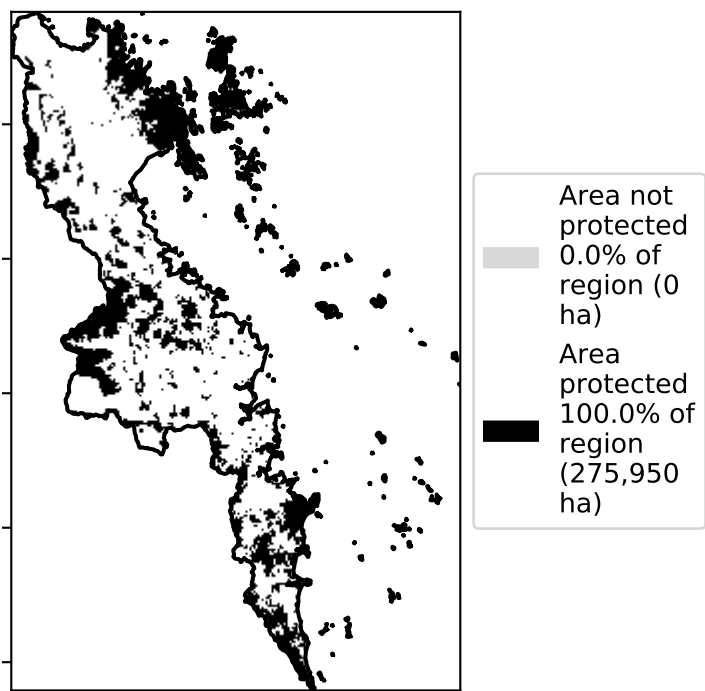 Area not
protected
0.0% of
region (0
ha)
Area
protected
100.0% of
region
(275,950
ha)